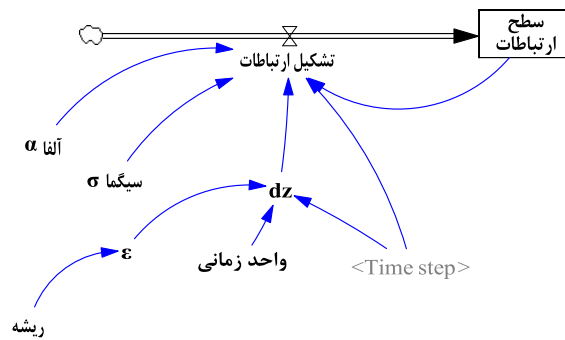 سطح
ارتباطات
تشکیل ارتباطات
آلفا α
سیگما σ
dz
ε
واحد زمانی
<Time step>
ریشه